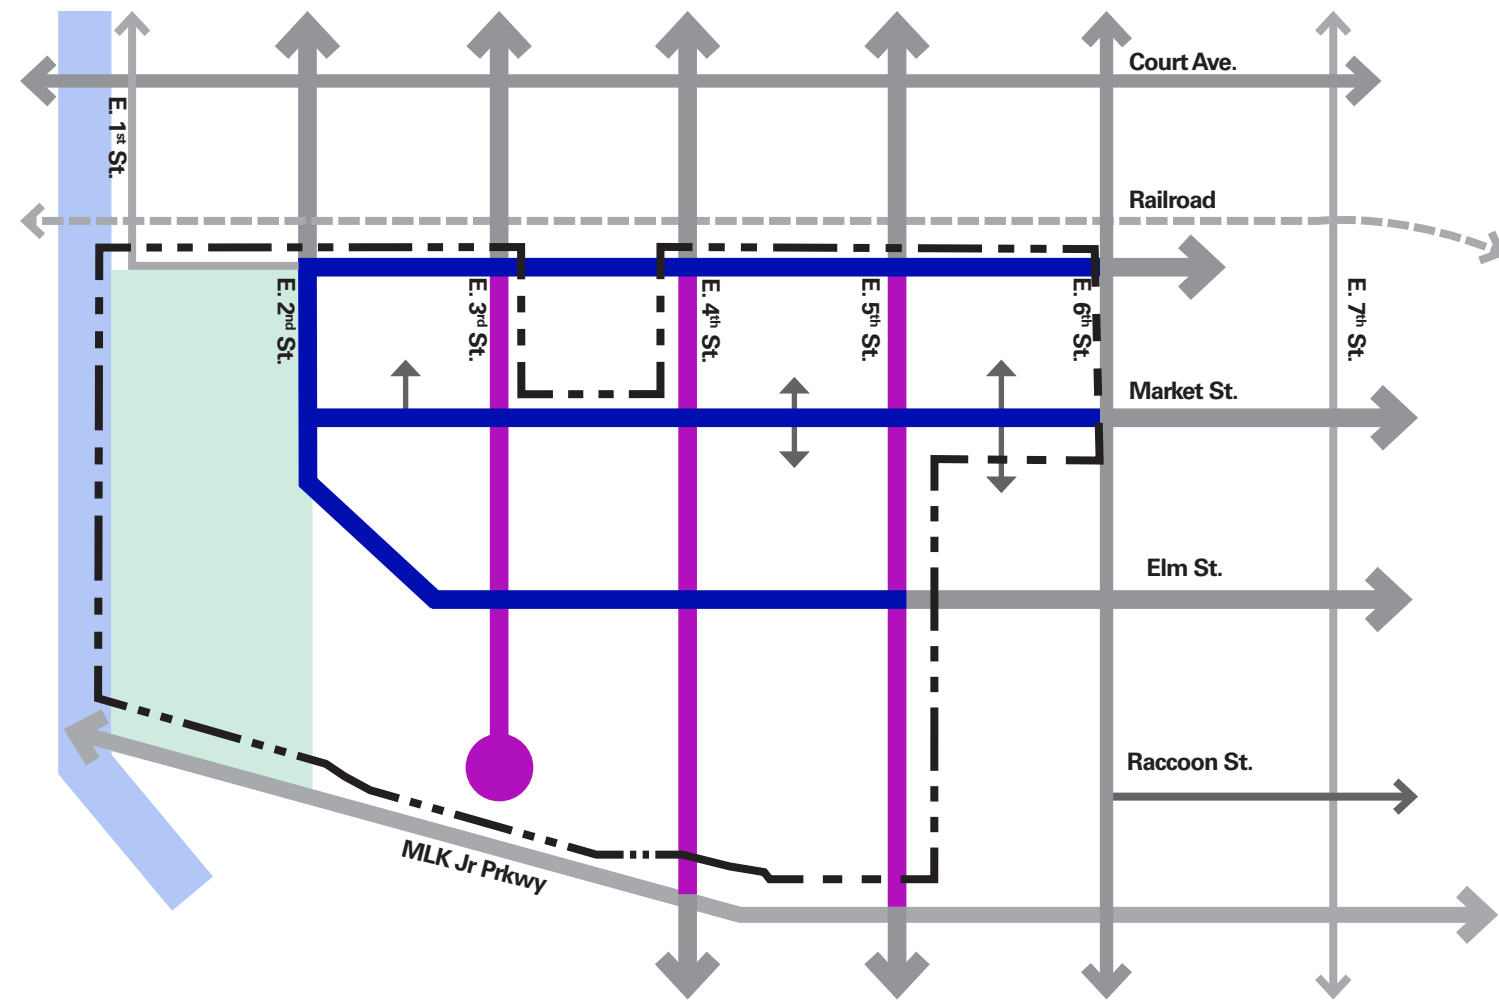 Court Ave.
E. 1st St.
Railroad
E. 2nd St.
E. 3rd St.
E. 4th St.
E. 5th St.
E. 6th St.
E. 7th St.
Market St.
Elm St.
Raccoon St.
MLK Jr Prkwy